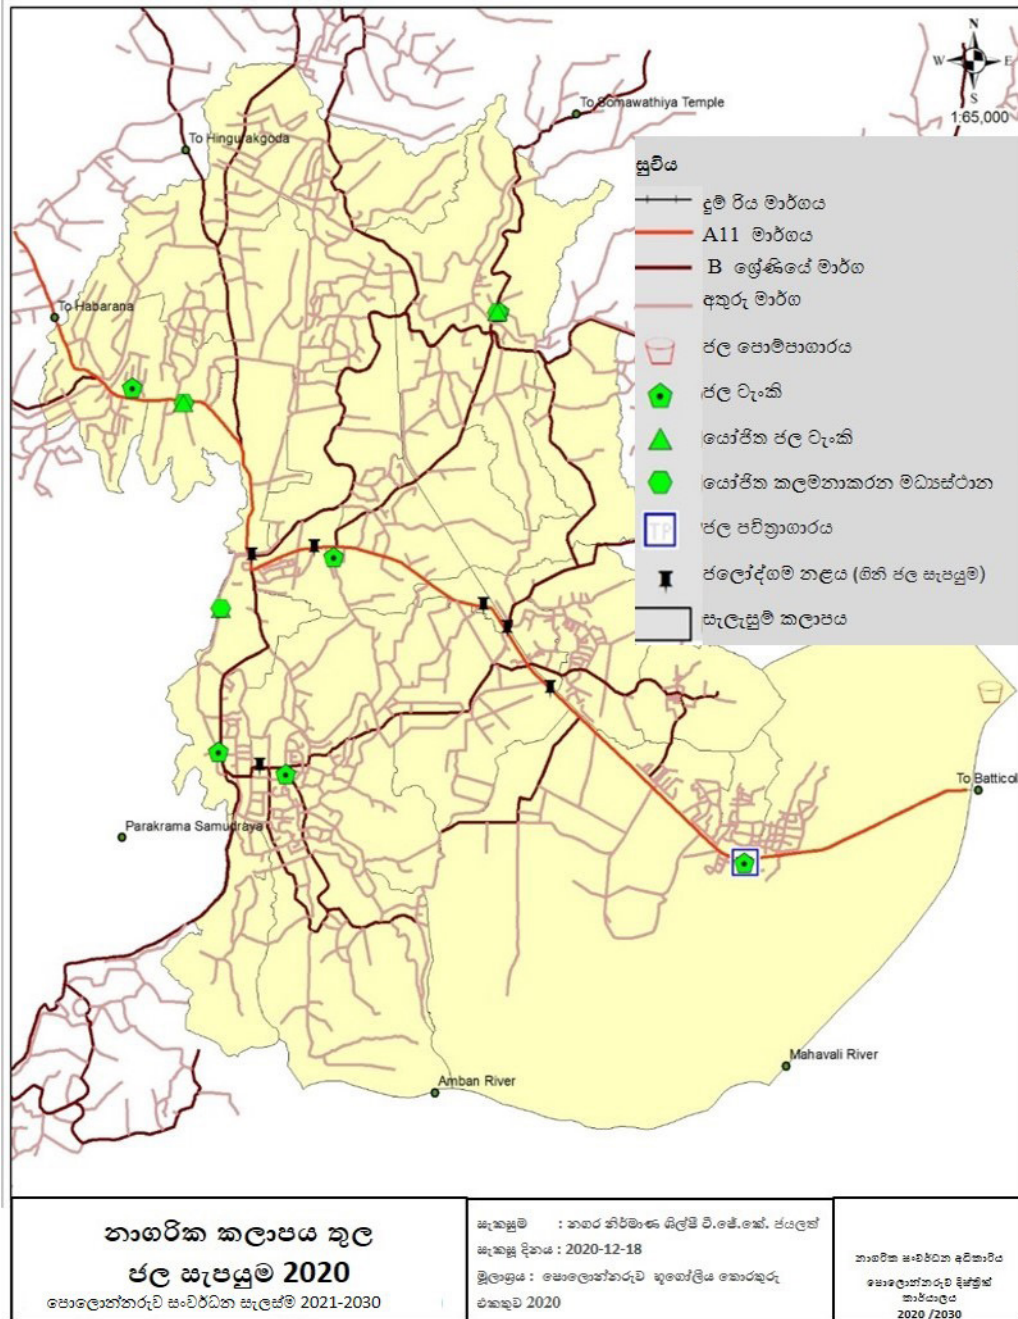 N
W E
S
1:65,000
To Somawathiya Temple
To Hingurakgoda
සුචිය
දුම් රිය මාර්ගය
A11 මාර්ගය
B ශ්‍රේණියේ මාර්ග
අතුරු මාර්ග
ජල පොම්පාගාරය
ජල ටැංකි
යෝජිත ජල ටැංකි
යෝජිත කලමනාකරන මධ්‍යස්ථාන
TP ජල පවිත්‍රාගාරය
ජලෝද්ගම නළය (ගිනි ජල සැපයුම)
සැලැසුම් කලාපය
To Habarana
To Batticol
Parakrama Samudraya
Mahavali River
Amban River
නාගරික කලාපය තුල
ජල සැපයුම 2020
පොලොන්නරුව සංවර්ධන සැලස්ම 2021-2030
සැකසුම : නගර නිර්මාණ ශිල්පී ටී.ජේ.කේ. ජයලත්
සැකසූ දිනය : 2020-12-18
මූලාශ්‍රය : පොලොන්නරුව භූගෝලිය තොරතුරු
එකතුව 2020
නාගරික සංවර්ධන අධිකාරිය
පොලොන්නරුව දිස්ත්‍රික්
කාර්යාලය
2020 /2030